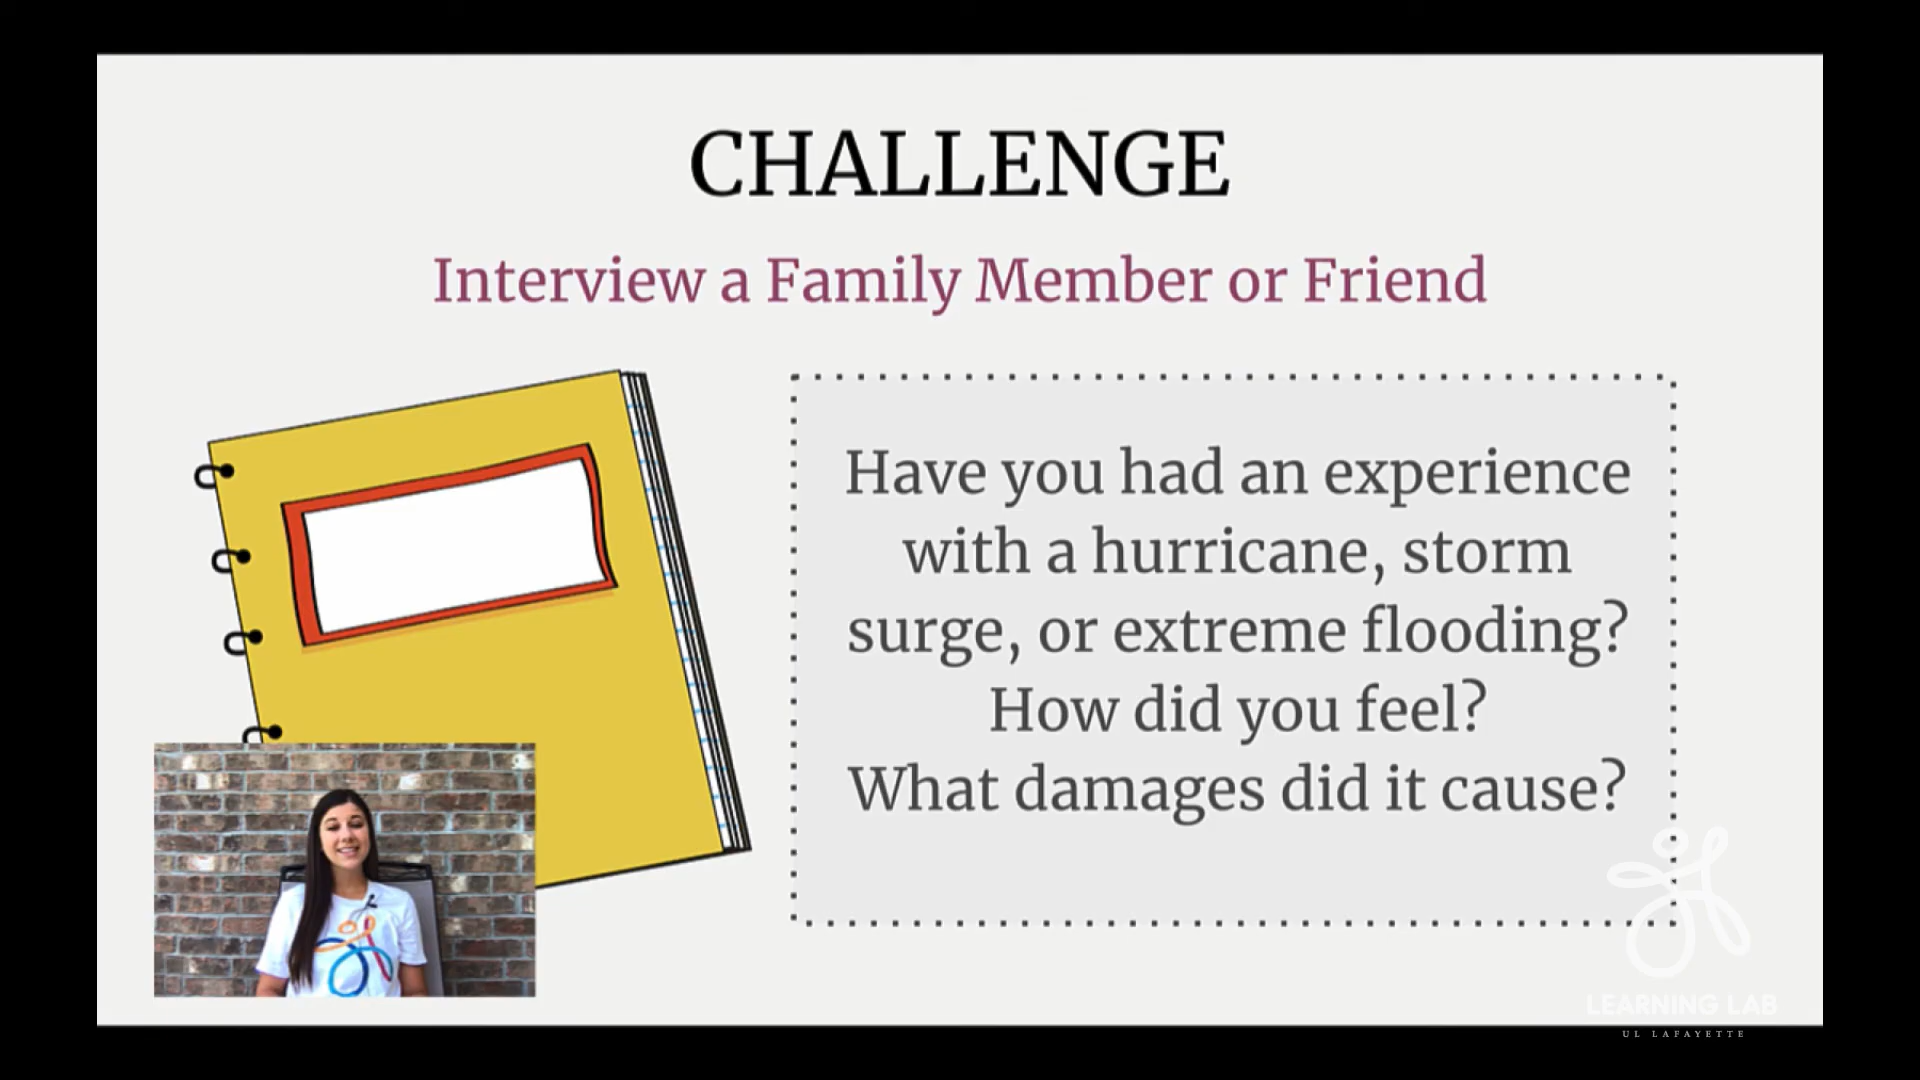 CHALLENGE
Interview a Family Member or Friend
Have you had an experience
with a hurricane, storm
surge, or extreme flooding?
How did you feel?
What damages did it cause?
LEARNING LAB
UL LAFAYETTE